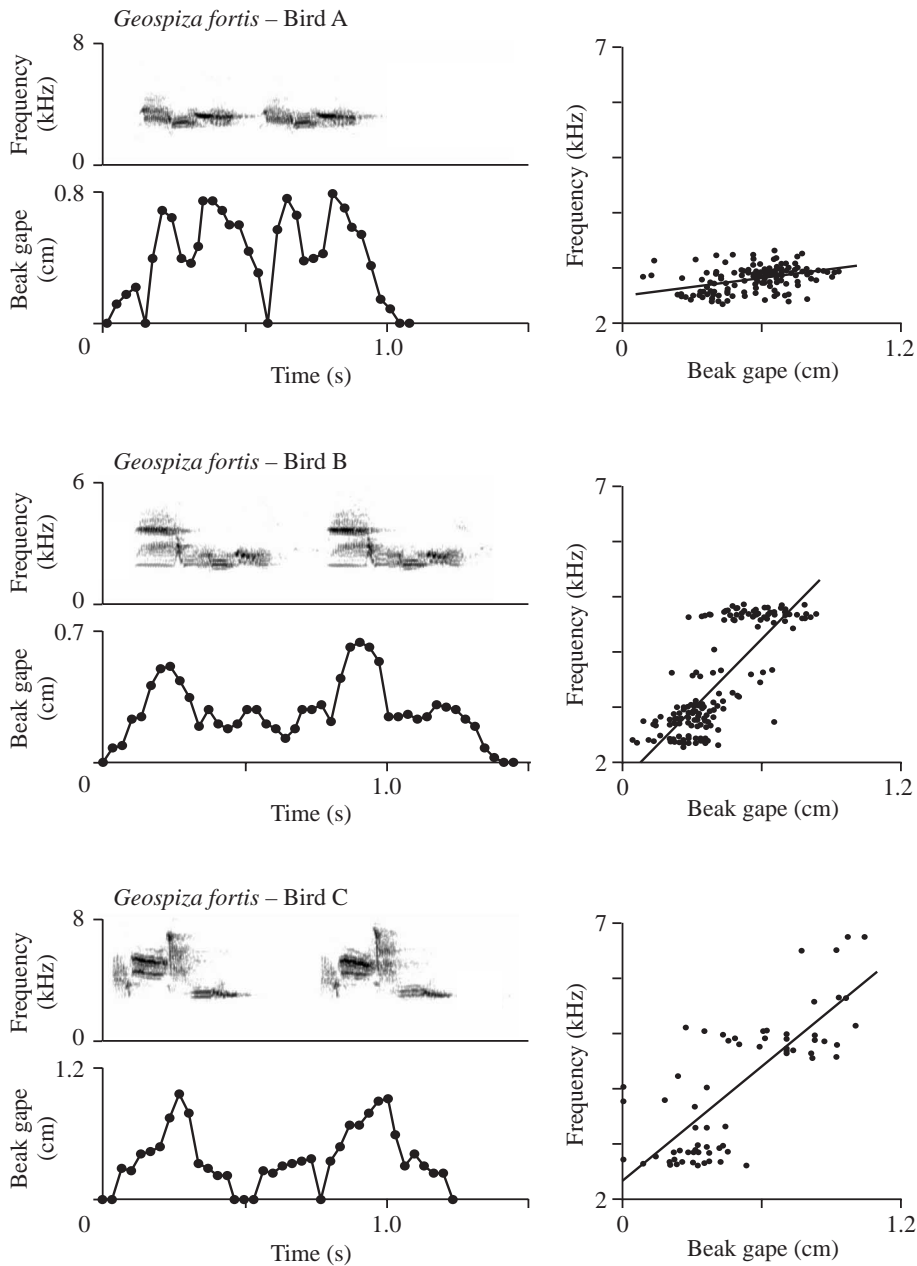 Geospiza fortis – Bird A
8
Frequency
(kHz)
0
0.8
Beak gape
(cm)
0
1.0
Time (s)
7
Frequency (kHz)
2
0
1.2
Beak gape (cm)
Geospiza fortis – Bird B
6
Frequency
(kHz)
0
0.7
Beak gape
(cm)
0
1.0
Time (s)
7
Frequency (kHz)
2
0
1.2
Beak gape (cm)
Geospiza fortis – Bird C
8
Frequency
(kHz)
0
1.2
Beak gape
(cm)
0
1.0
Time (s)
7
Frequency (kHz)
2
0
1.2
Beak gape (cm)